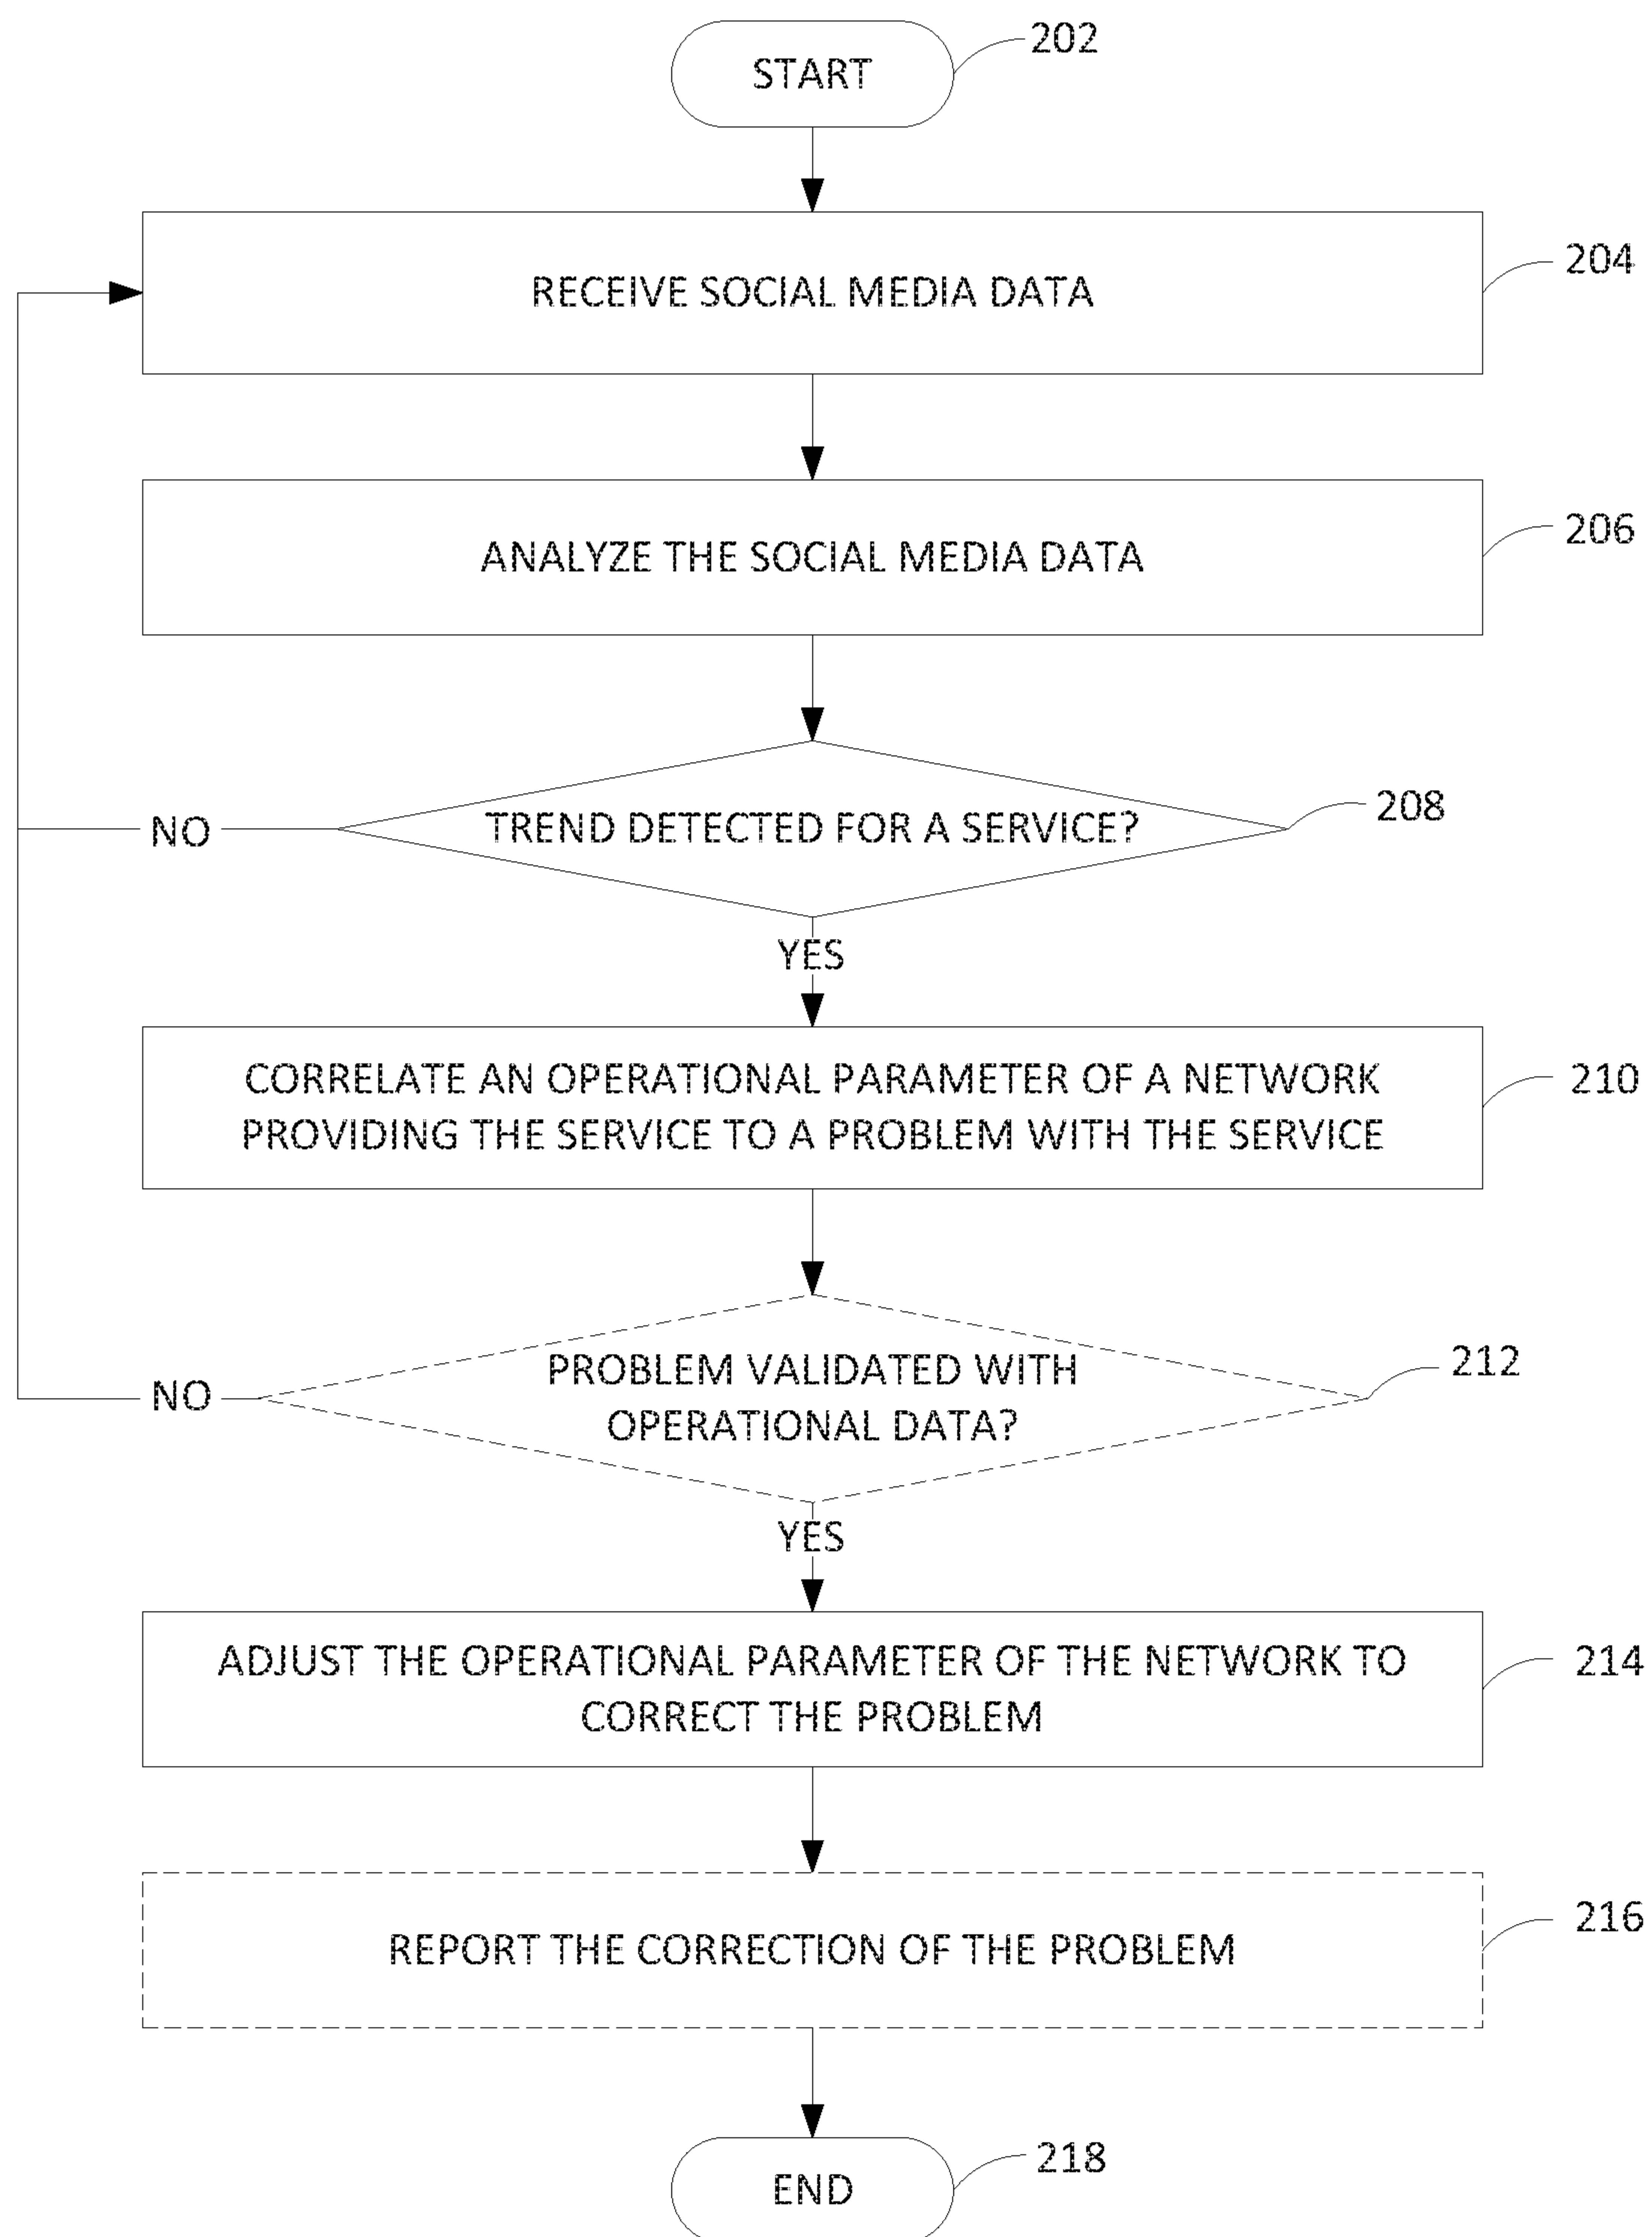 START
202
RECEIVE SOCIAL MEDIA DATA
204
ANALYZE THE SOCIAL MEDIA DATA
206
TREND DETECTED FOR A SERVICE?
208
NO
YES
CORRELATE AN OPERATIONAL PARAMETER OF A NETWORK
PROVIDING THE SERVICE TO A PROBLEM WITH THE SERVICE
210
PROBLEM VALIDATED WITH
OPERATIONAL DATA?
212
NO
YES
ADJUST THE OPERATIONAL PARAMETER OF THE NETWORK TO
CORRECT THE PROBLEM
214
REPORT THE CORRECTION OF THE PROBLEM
216
END
218